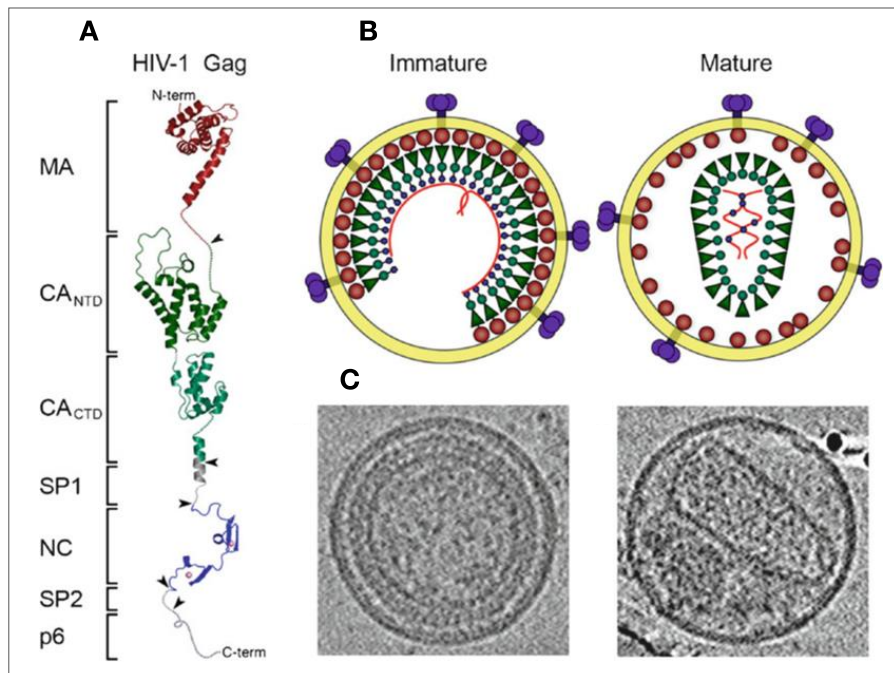 A
B
HIV-1 Gag
Immature
Mature
N-term
MA
CANTD
CACTD
SP1
NC
SP2
p6
C-term
C